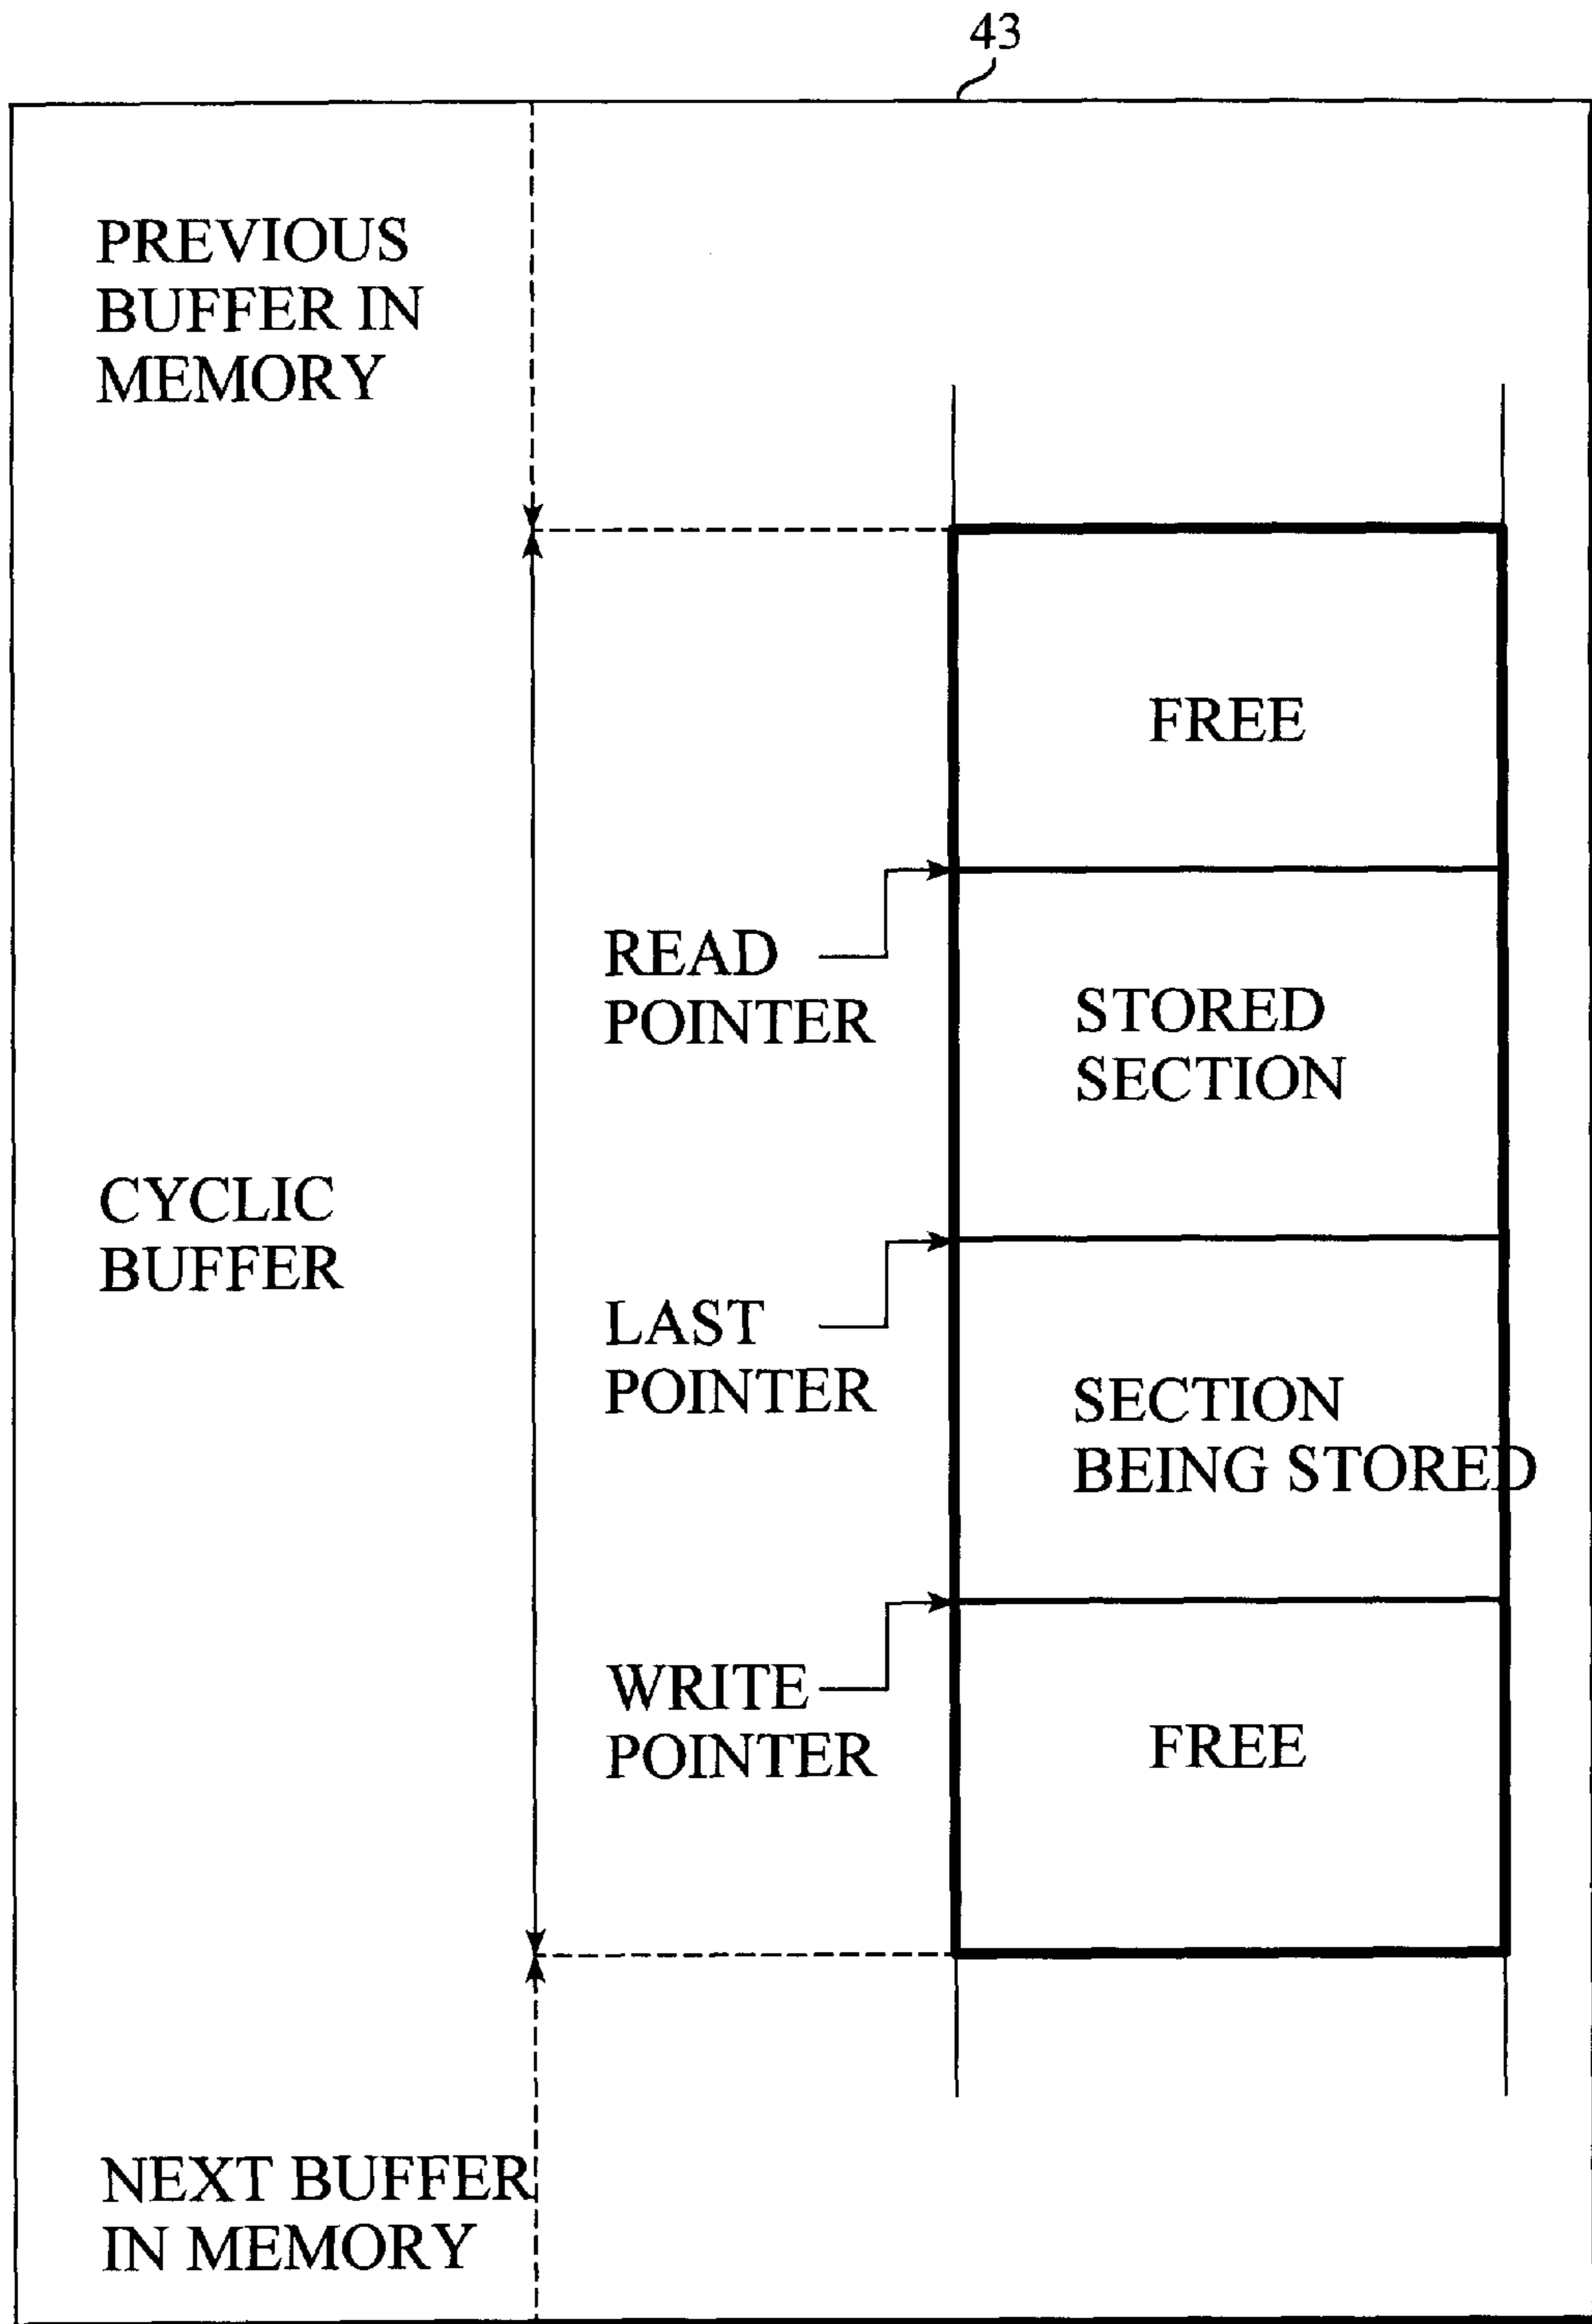 43
PREVIOUS
BUFFER IN
MEMORY
FREE
READ
POINTER
STORED
SECTION
CYCLIC
BUFFER
LAST
POINTER
SECTION
BEING STORED
WRITE
POINTER
FREE
NEXT BUFFER
IN MEMORY